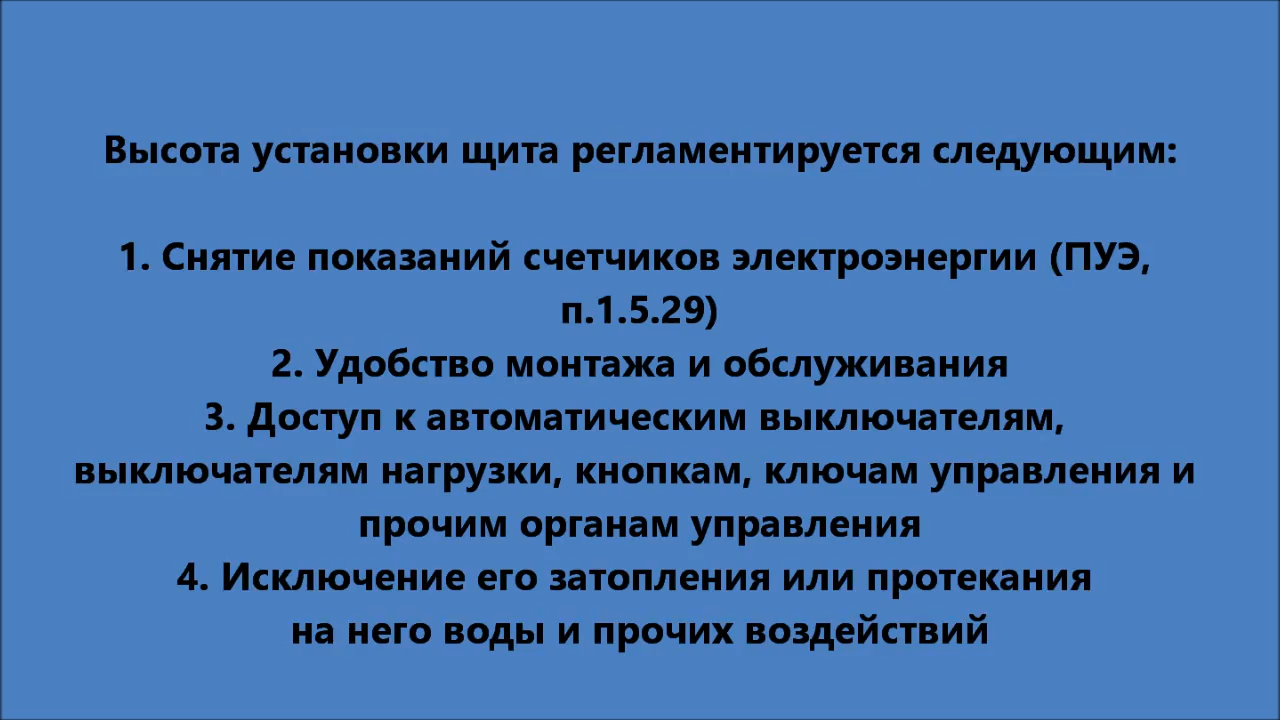 Высота установки щита регламентируется следующим:
1. Снятие показаний счетчиков электроэнергии (ПУЭ,
п.1.5.29)
2. Удобство монтажа и обслуживания
3. Доступ к автоматическим выключателям,
выключателям нагрузки, кнопкам, ключам управления и
прочим органам управления
4. Исключение его затопления или протекания
на него воды и прочих воздействий